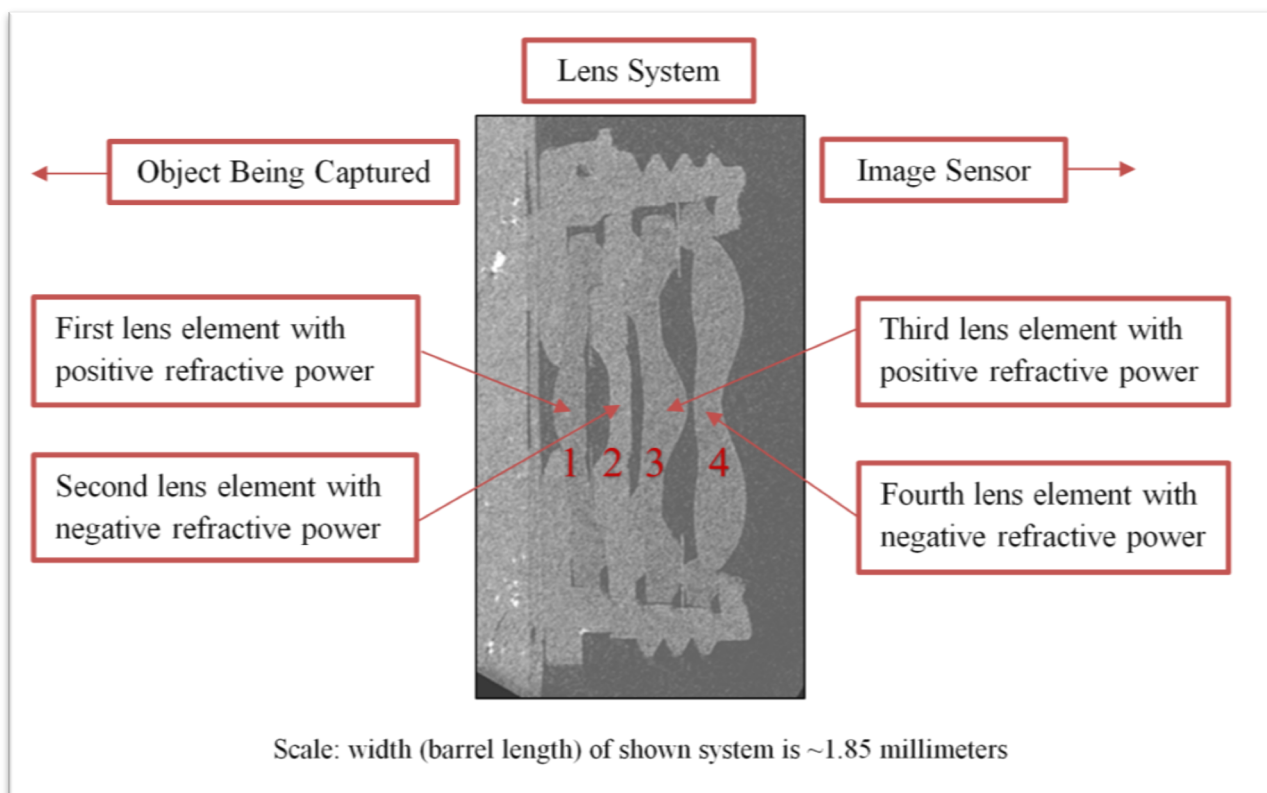 Lens System
Object Being Captured
Image Sensor
First lens element with
positive refractive power
Third lens element with
positive refractive power
1 2 3 4
Second lens element with
negative refractive power
Fourth lens element with
negative refractive power
Scale: width (barrel length) of shown system is ~1.85 millimeters